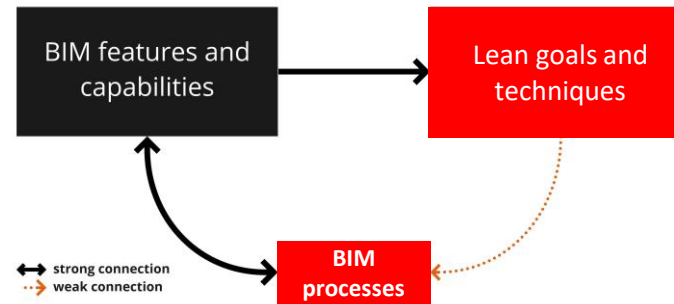 BIM features and
capabilities
Lean goals and
techniques
BIM
processes
strong connection
weak connection